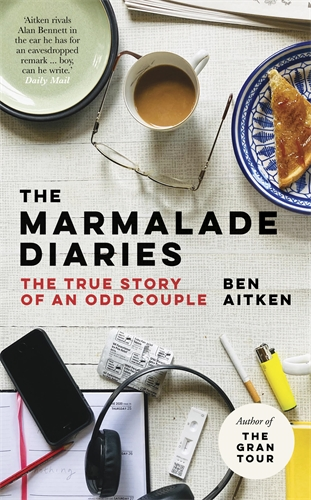 'Aitken rivals
Alan Bennett in
the ear he has for
an eavesdropped
remark ... boy,
can he write.'
Daily Mail
THE
MARMALADE
DIARIES
THE TRUE STORY
OF AN ODD COUPLE
BEN
AITKEN
Author of
THE
GRAN
TOUR